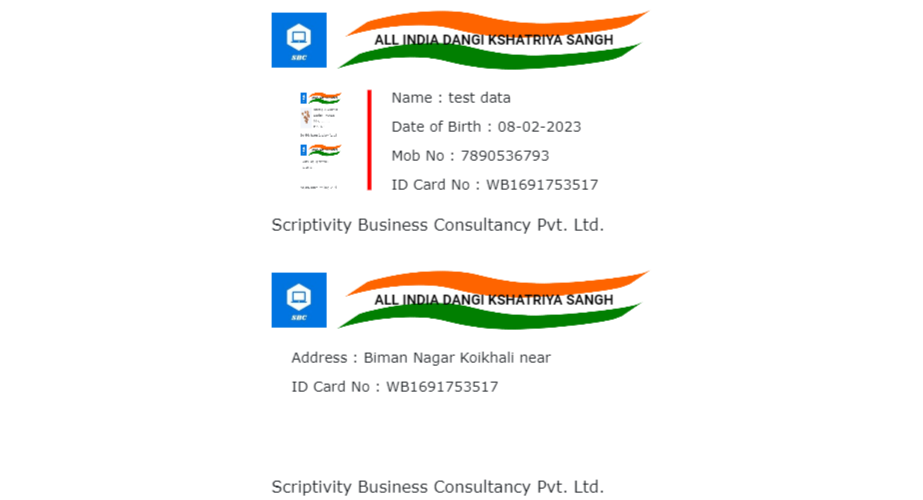 SBC
ALL INDIA DANGI KSHATRIYA SANGH
Name : test data
Date of Birth : 08-02-2023
Mob No : 7890536793
ID Card No : WB1691753517
Scriptivity Business Consultancy Pvt. Ltd.
SBC
ALL INDIA DANGI KSHATRIYA SANGH
Address : Biman Nagar Koikhali near
ID Card No : WB1691753517
Scriptivity Business Consultancy Pvt. Ltd.